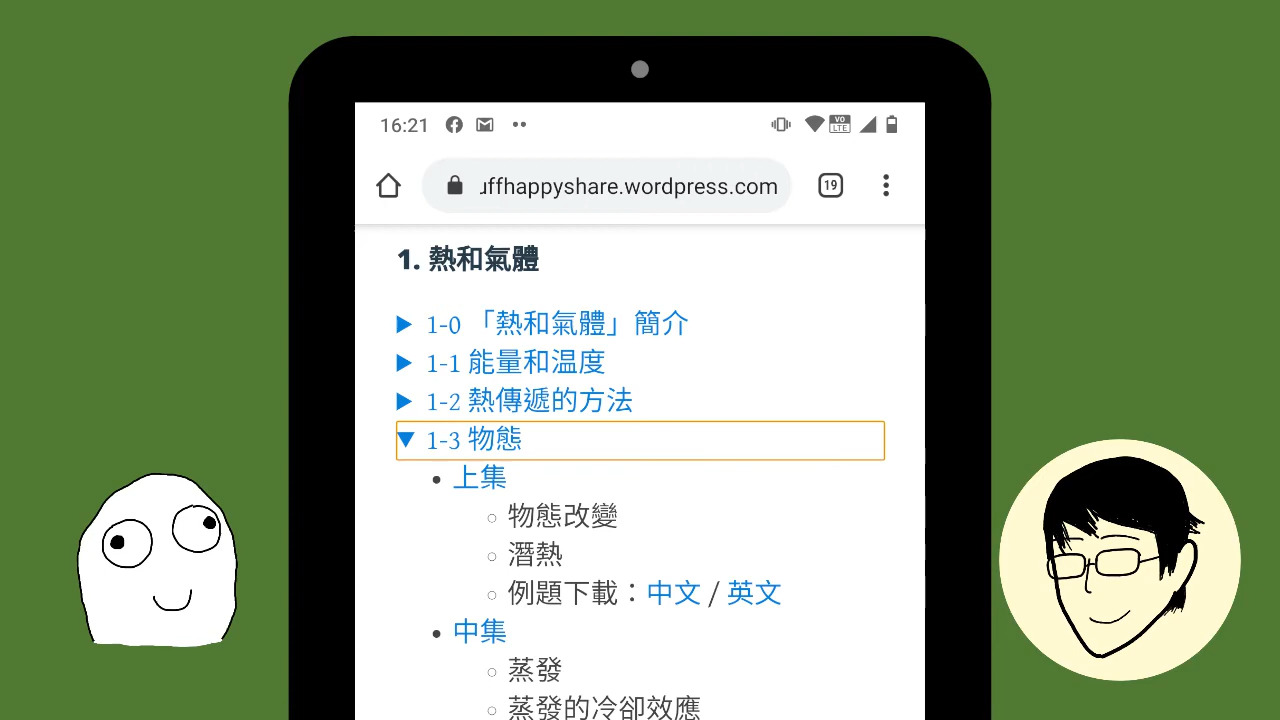 16:21
VO
LTE
uffhappyshare.wordpress.com
19
1. 熱和氣體
1-0 「熱和氣體」簡介
1-1 能量和温度
1-2 熱傳遞的方法
1-3 物態
上集
物態改變
潛熱
例題下載：中文 / 英文
中集
蒸發
蒸發的冷卻效應